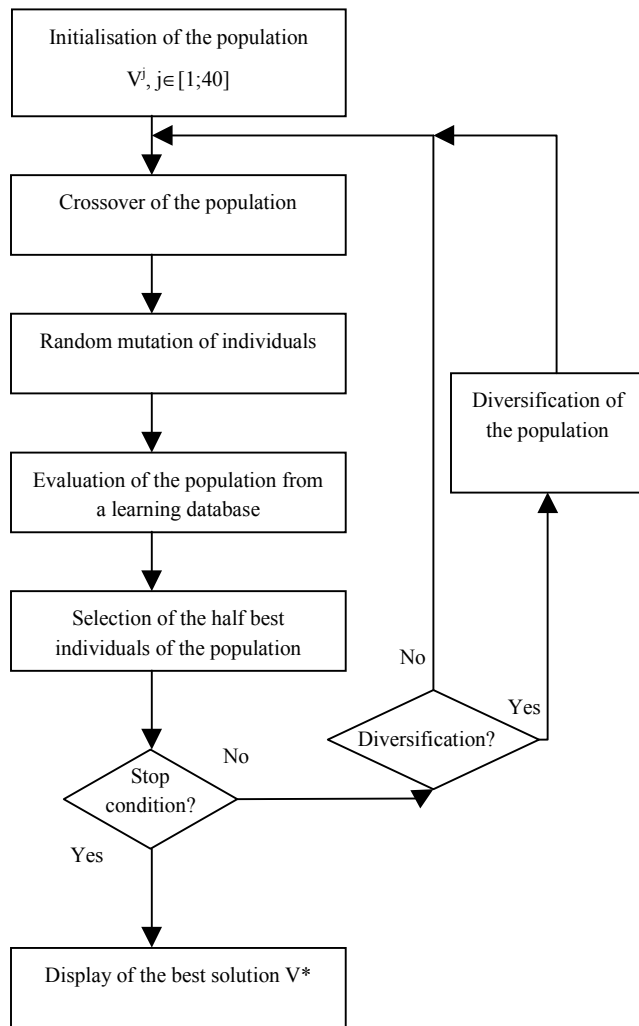 Initialisation of the population
Vʲ, j∈[1;40]
Crossover of the population
Random mutation of individuals
Diversification of
the population
Evaluation of the population from
a learning database
Selection of the half best
individuals of the population
No
Yes
Diversification?
No
Stop
condition?
Yes
Display of the best solution V*